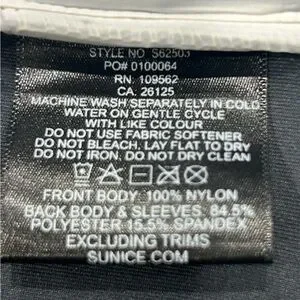 STYLE NO S62503
PO# 0100064
RN. 109562
CA. 26125
MACHINE WASH SEPARATELY IN COLD
WATER ON GENTLE CYCLE
WITH LIKE COLOUR
DO NOT USE FABRIC SOFTENER
DO NOT BLEACH. LAY FLAT TO DRY
DO NOT IRON. DO NOT DRY CLEAN
FRONT BODY. 100% NYLON
BACK BODY & SLEEVES. 84.5%
POLYESTER 15.5% SPANDEX
EXCLUDING TRIMS
SUNICE.COM